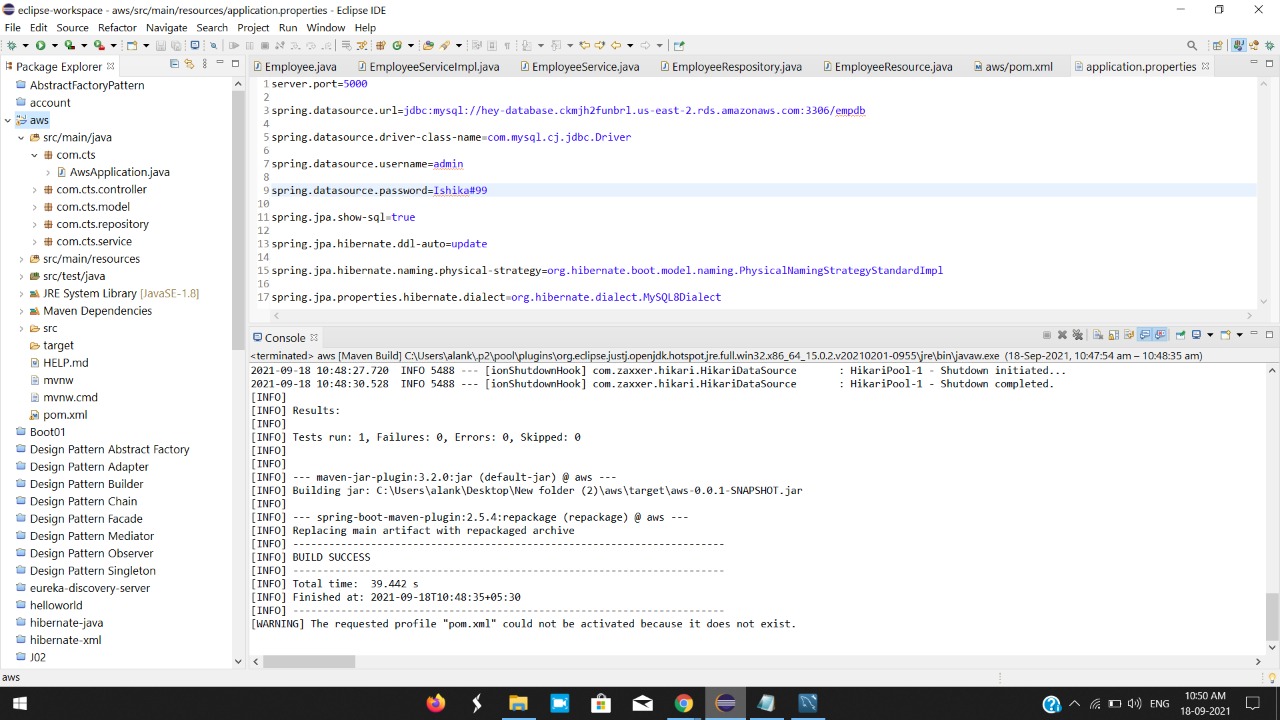 eclipse-workspace - aws/src/main/resources/application.properties - Eclipse IDE
File Edit Source Refactor Navigate Search Project Run Window Help
Package Explorer
AbstractFactoryPattern
account
aws
src/main/java
com.cts
AwsApplication.java
com.cts.controller
com.cts.model
com.cts.repository
com.cts.service
src/main/resources
src/test/java
JRE System Library [JavaSE-1.8]
Maven Dependencies
src
target
HELP.md
mvnw
mvnw.cmd
pom.xml
Boot01
Design Pattern Abstract Factory
Design Pattern Adapter
Design Pattern Builder
Design Pattern Chain
Design Pattern Facade
Design Pattern Mediator
Design Pattern Observer
Design Pattern Singleton
eureka-discovery-server
helloworld
hibernate-java
hibernate-xml
J02
Employee.java EmployeeServiceImpl.java EmployeeService.java EmployeeRespository.java EmployeeResource.java aws/pom.xml application.properties
1 server.port=5000
2
3 spring.datasource.url=jdbc:mysql://hey-database.ckmjh2funbrl.us-east-2.rds.amazonaws.com:3306/empdb
4
5 spring.datasource.driver-class-name=com.mysql.cj.jdbc.Driver
6
7 spring.datasource.username=admin
8
9 spring.datasource.password=Ishika#99
10
11 spring.jpa.show-sql=true
12
13 spring.jpa.hibernate.ddl-auto=update
14
15 spring.jpa.hibernate.naming.physical-strategy=org.hibernate.boot.model.naming.PhysicalNamingStrategyStandardImpl
16
17 spring.jpa.properties.hibernate.dialect=org.hibernate.dialect.MySQL8Dialect
Console
<terminated> aws [Maven Build] C:\Users\alank\.p2\pool\plugins\org.eclipse.justj.openjdk.hotspot.jre.full.win32.x86_64_15.0.2.v20210201-0955\jre\bin\javaw.exe (18-Sep-2021, 10:47:54 am – 10:48:35 am)
2021-09-18 10:48:27.720 INFO 5488 --- [ionShutdownHook] com.zaxxer.hikari.HikariDataSource : HikariPool-1 - Shutdown initiated...
2021-09-18 10:48:30.528 INFO 5488 --- [ionShutdownHook] com.zaxxer.hikari.HikariDataSource : HikariPool-1 - Shutdown completed.
[INFO]
[INFO] Results:
[INFO]
[INFO] Tests run: 1, Failures: 0, Errors: 0, Skipped: 0
[INFO]
[INFO]
[INFO] --- maven-jar-plugin:3.2.0:jar (default-jar) @ aws ---
[INFO] Building jar: C:\Users\alank\Desktop\New folder (2)\aws\target\aws-0.0.1-SNAPSHOT.jar
[INFO]
[INFO] --- spring-boot-maven-plugin:2.5.4:repackage (repackage) @ aws ---
[INFO] Replacing main artifact with repackaged archive
[INFO] ------------------------------------------------------------------------
[INFO] BUILD SUCCESS
[INFO] ------------------------------------------------------------------------
[INFO] Total time:  39.442 s
[INFO] Finished at: 2021-09-18T10:48:35+05:30
[INFO] ------------------------------------------------------------------------
[WARNING] The requested profile "pom.xml" could not be activated because it does not exist.
aws
ENG
10:50 AM
18-09-2021